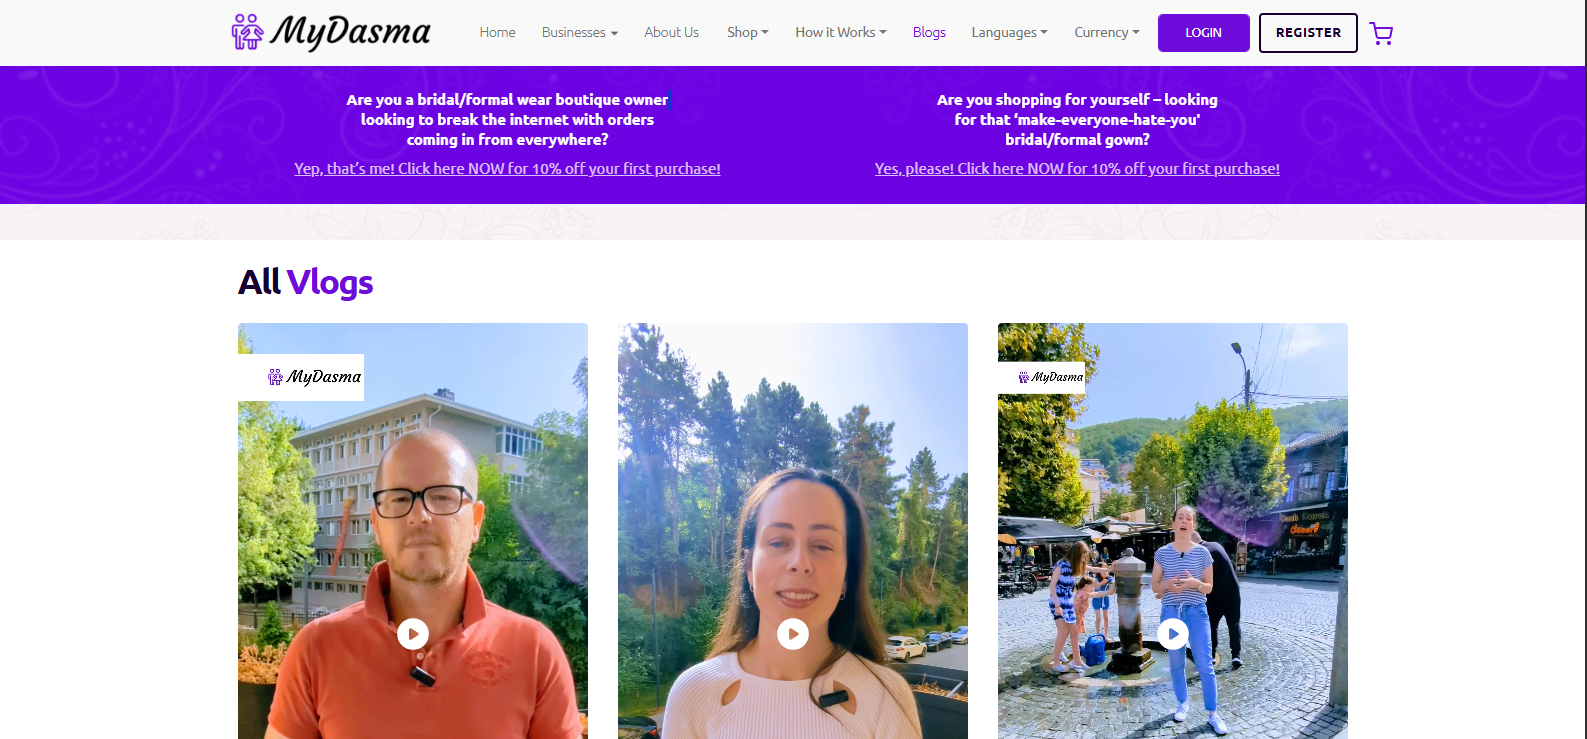 MyDasma
Home Businesses About Us Shop How it Works Blogs Languages Currency LOGIN REGISTER
Are you a bridal/formal wear boutique owner
looking to break the internet with orders
coming in from everywhere?
Yep, that’s me! Click here NOW for 10% off your first purchase!
Are you shopping for yourself – looking
for that ‘make-everyone-hate-you'
bridal/formal gown?
Yes, please! Click here NOW for 10% off your first purchase!
All Vlogs
MyDasma
MyDasma